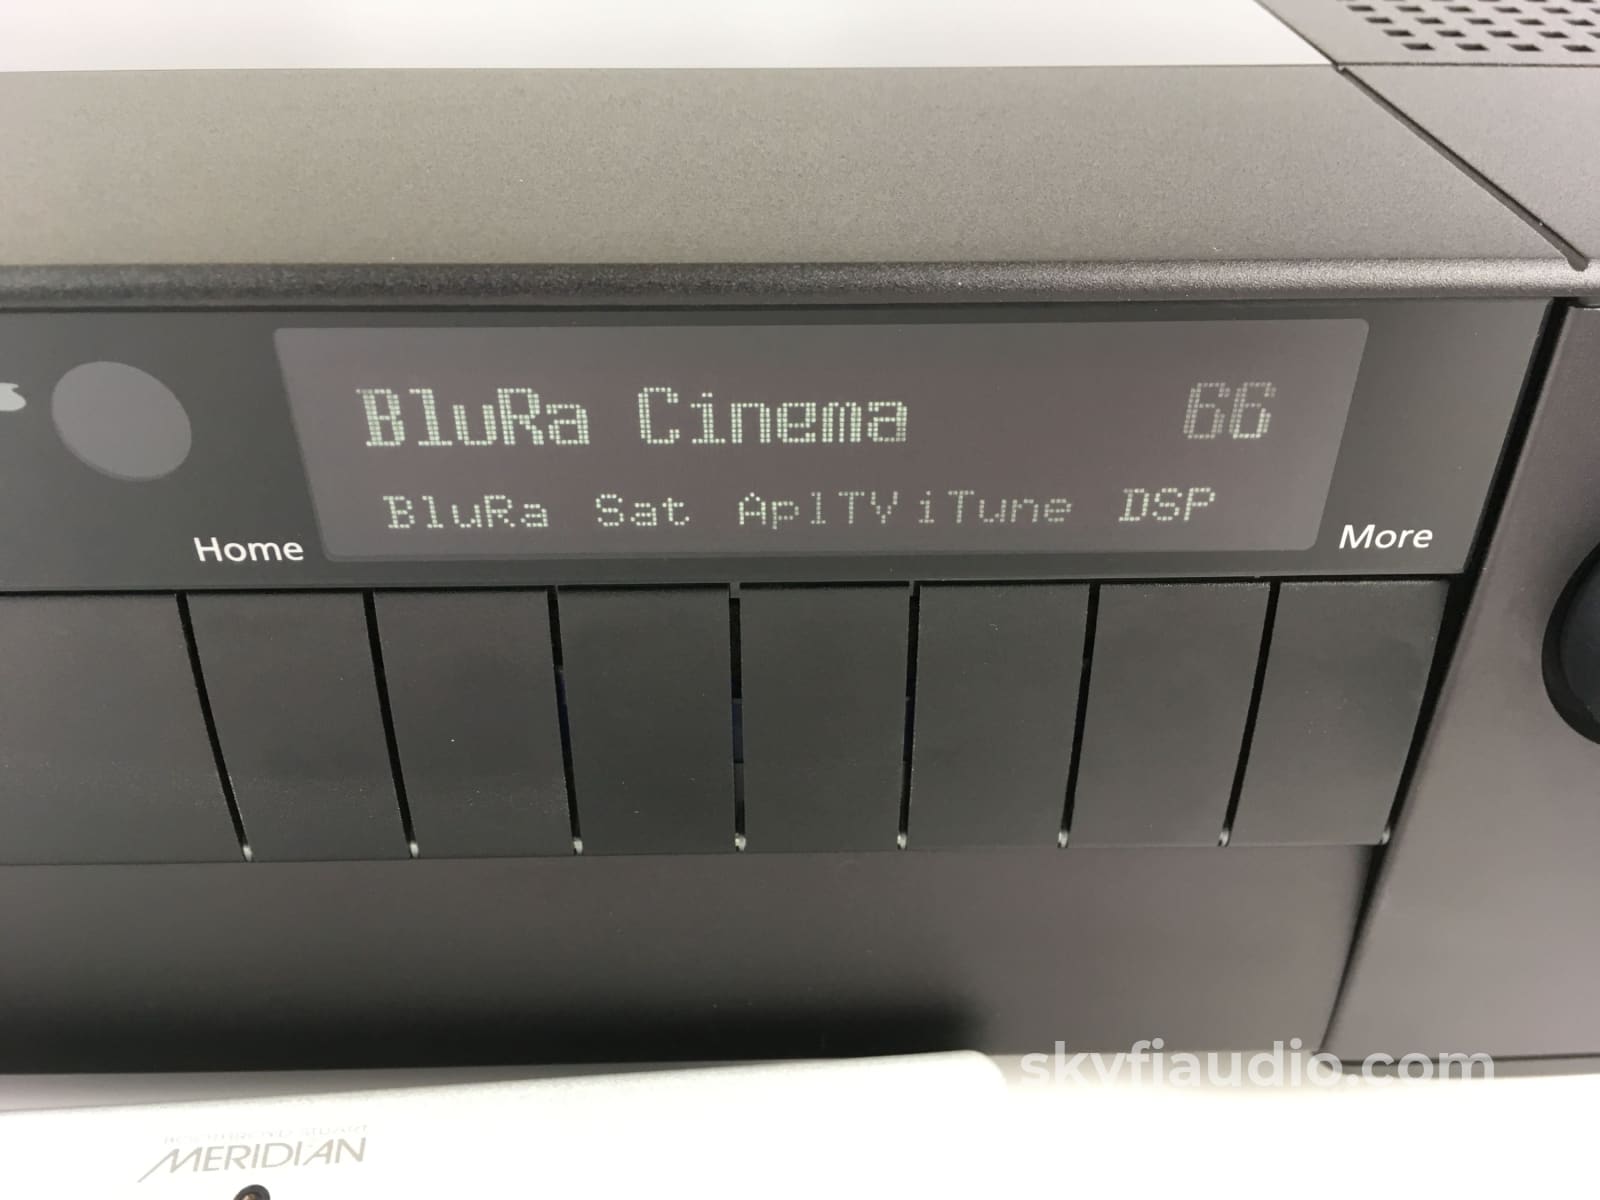 BluRa Cinema 66
BluRa Sat AplTV iTune DSP
Home
More
skyfiaudio.com
MERIDIAN